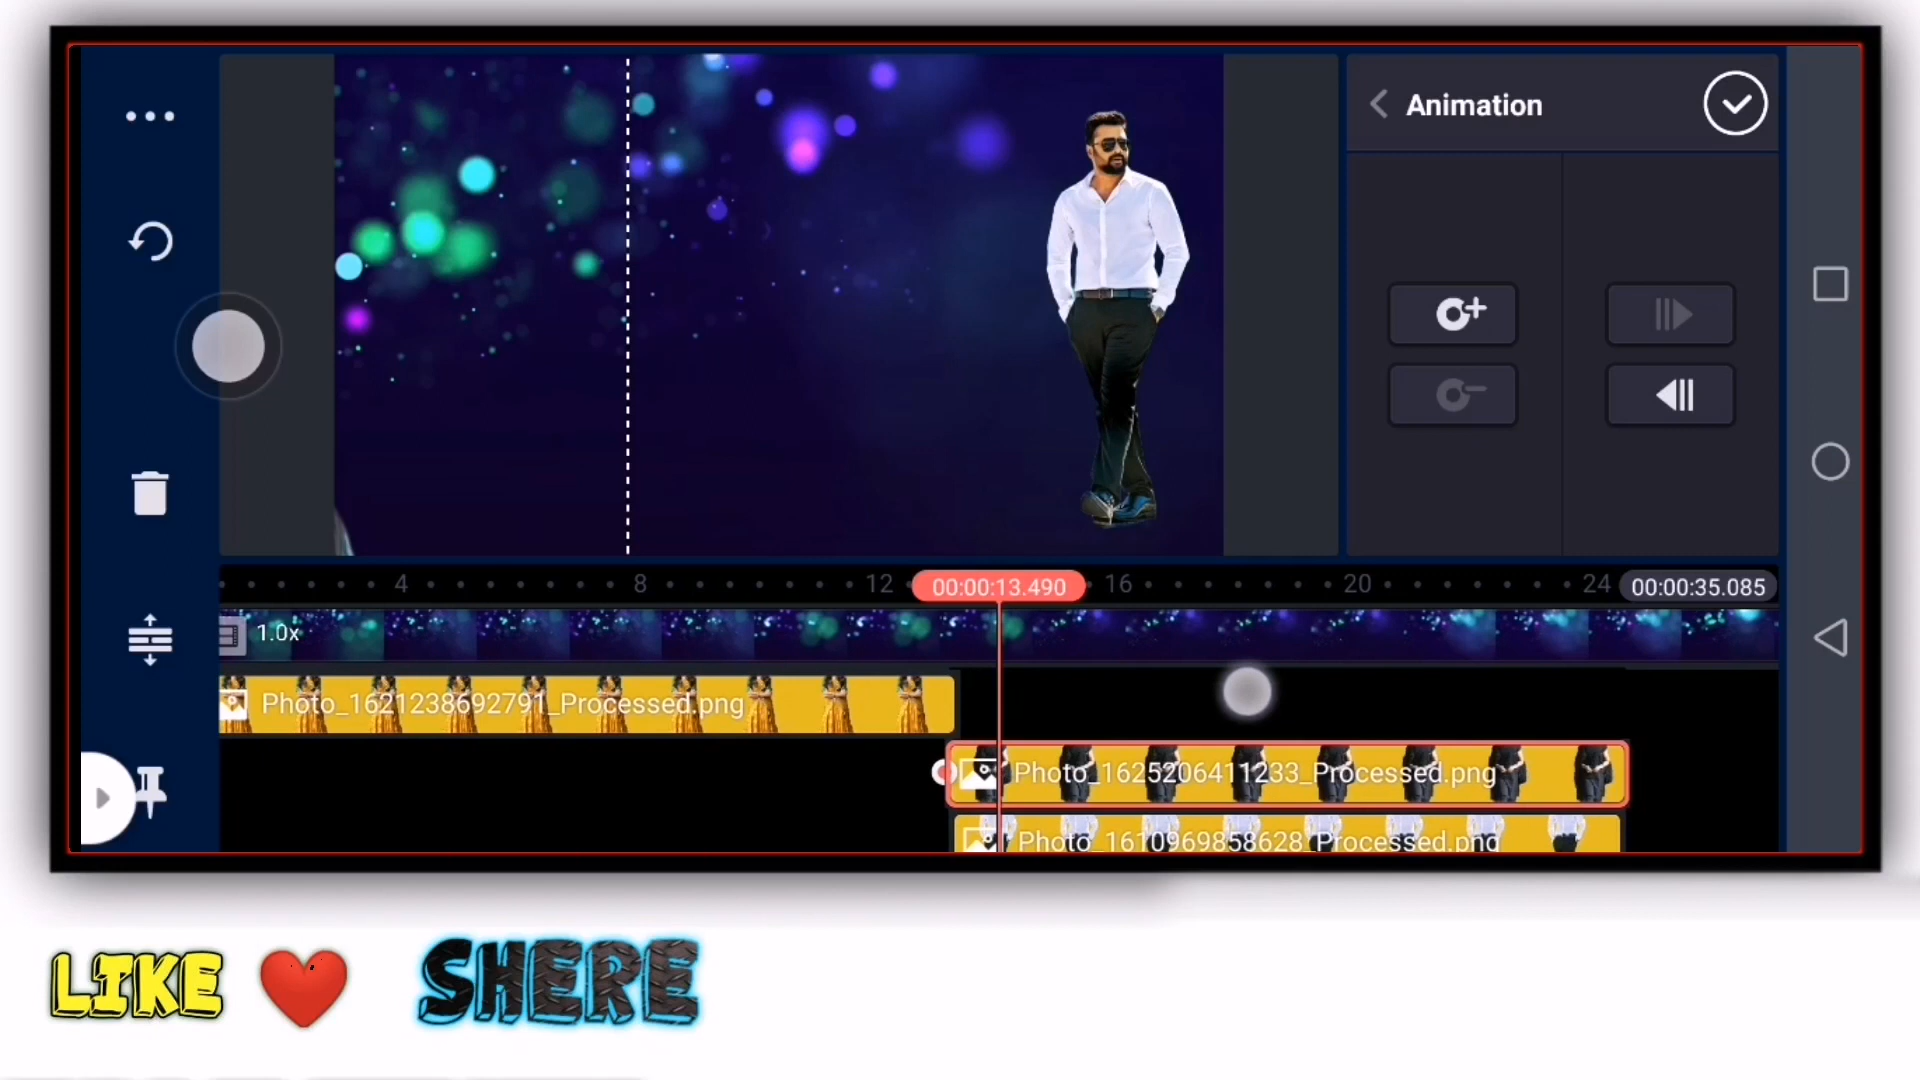 Animation
4 8 12 00:00:13.490 16 20 24 00:00:35.085
1.0x
Photo_1621238692791_Processed.png
Photo_1625206411233_Processed.png
Photo_1610969858628_Processed.png
LIKE SHERE